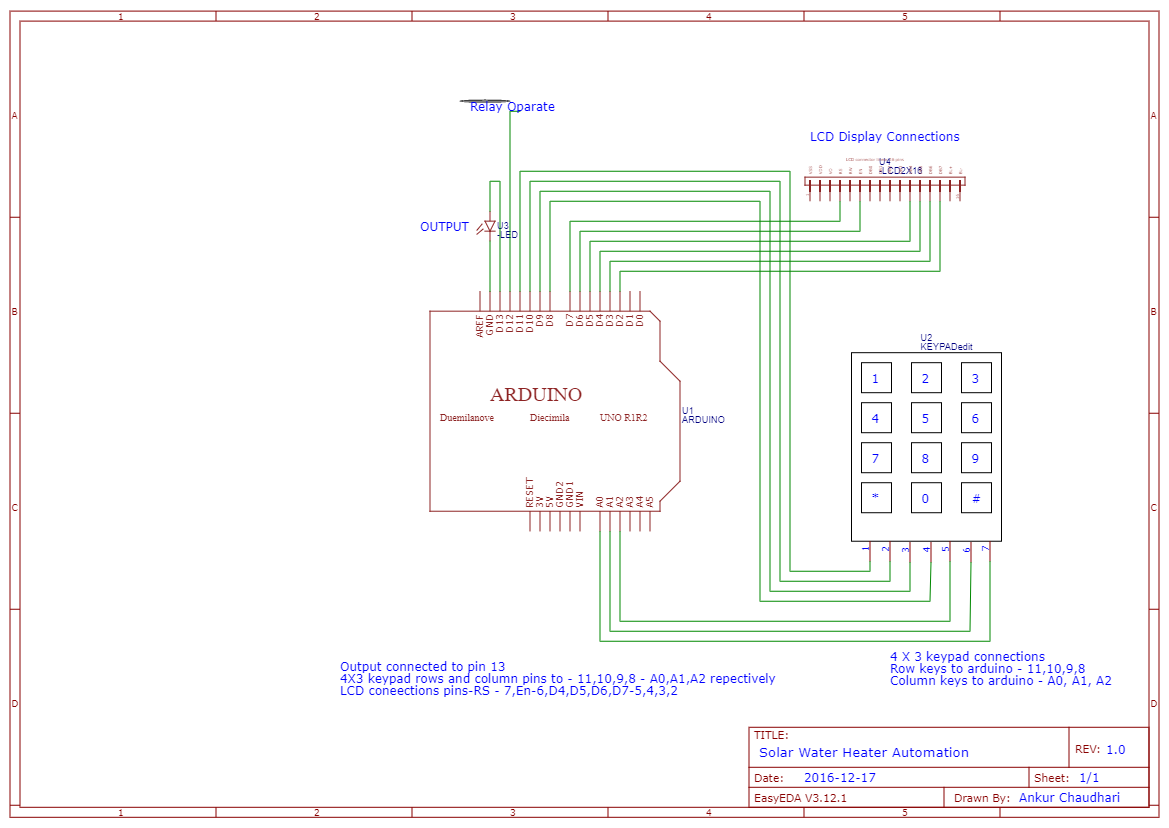 1 2 3 4 5
A A
Relay Oparate
LCD Display Connections
U4
-LCD2X16
OUTPUT
U3
-LED
B B
AREF GND D13 D12 D11 D10 D9 D8 D7 D6 D5 D4 D3 D2 D1 D0
U2
KEYPADedit
1 2 3
ARDUINO
Duemilanove Diecimila UNO R1R2
U1
ARDUINO
4 5 6
7 8 9
* 0 #
RESET 3V 5V GND2 GND1 VIN A0 A1 A2 A3 A4 A5
C C
1 2 3 4 5 6 7
Output connected to pin 13
4X3 keypad rows and column pins to - 11,10,9,8 - A0,A1,A2 repectively
LCD coneections pins-RS - 7,En-6,D4,D5,D6,D7-5,4,3,2
4 X 3 keypad connections
Row keys to arduino - 11,10,9,8
Column keys to arduino - A0, A1, A2
D D
TITLE:
Solar Water Heater Automation
REV: 1.0
Date: 2016-12-17
Sheet: 1/1
EasyEDA V3.12.1
Drawn By: Ankur Chaudhari
1 2 3 4 5